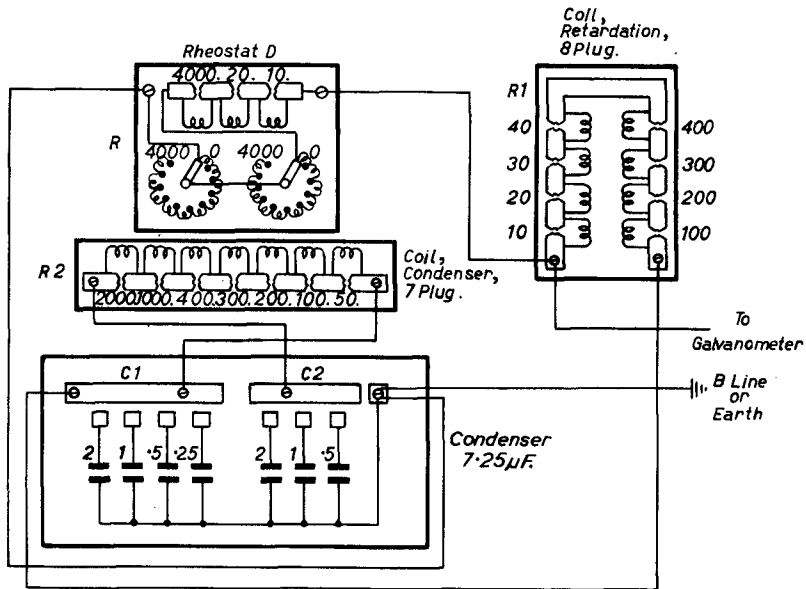 Coil,
Retardation,
8 Plug.
Rheostat D
4000. 20. 10.
R1
40 400
R
4000 0 4000 0
30 300
20 200
10 100
R2
Coil,
Condenser,
7 Plug.
2000.1000.400.300.200.100.50.
To
Galvanometer
C1 C2
B Line
or
Earth
2 1 .5 .25 2 1 .5
Condenser
7.25µF.